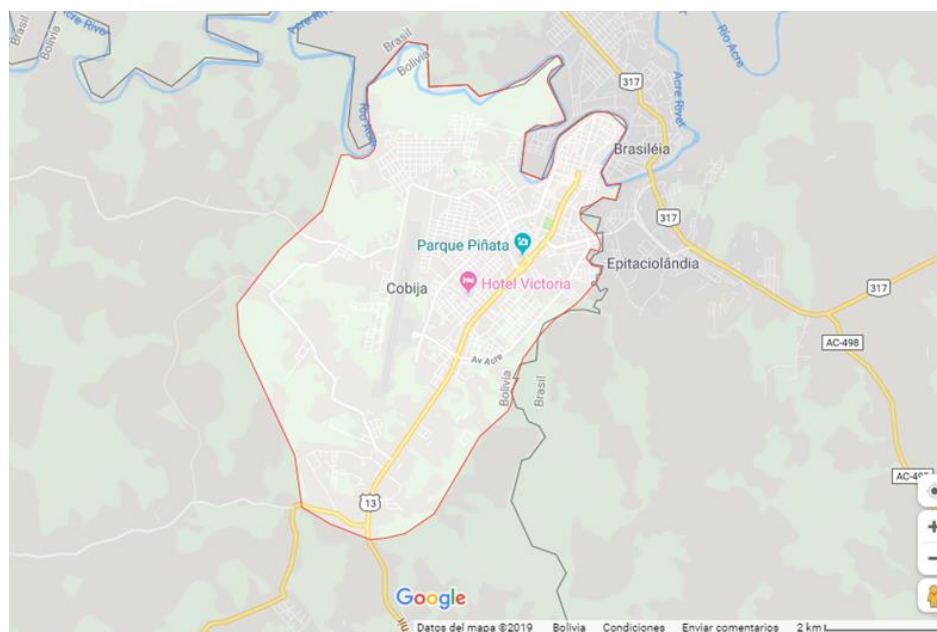 Acre River
Brasil
Bolivia
Acre River
Brasil
Bolivia
Río Acre
317
Río Acre
Acre River
Brasiléia
317
Parque Piñata
Epitaciolândia
Hotel Victoria
Cobija
317
AC-498
Av Acre
Bolivia
Brasil
13
Google
Datos del mapa ©2019 Bolivia Condiciones Enviar comentarios 2 km